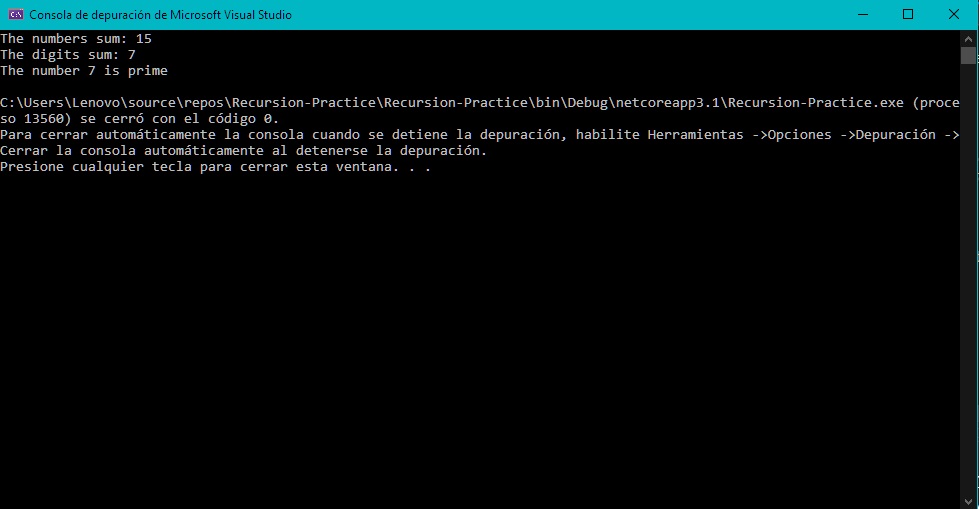 Consola de depuración de Microsoft Visual Studio
The numbers sum: 15
The digits sum: 7
The number 7 is prime
C:\Users\Lenovo\source\repos\Recursion-Practice\Recursion-Practice\bin\Debug\netcoreapp3.1\Recursion-Practice.exe (proce
so 13560) se cerró con el código 0.
Para cerrar automáticamente la consola cuando se detiene la depuración, habilite Herramientas ->Opciones ->Depuración ->
Cerrar la consola automáticamente al detenerse la depuración.
Presione cualquier tecla para cerrar esta ventana. . .